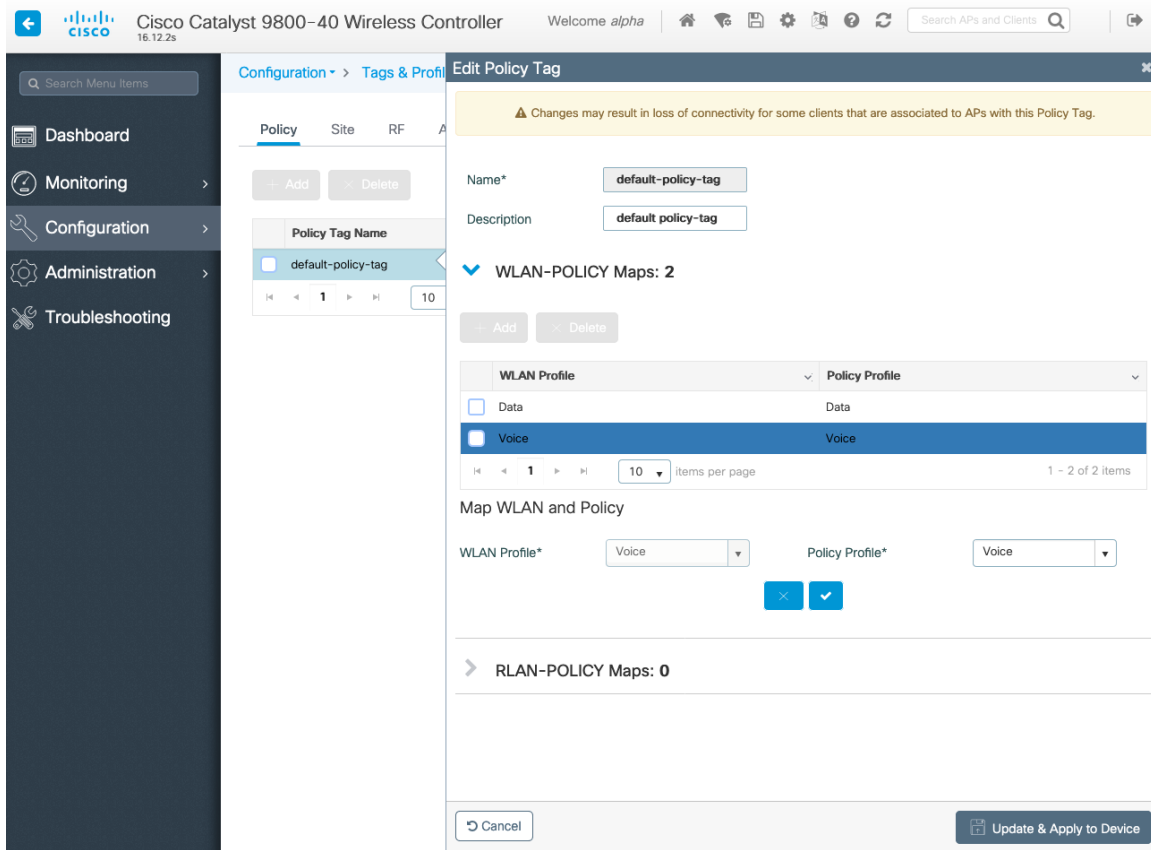 CISCO
Cisco Catalyst 9800-40 Wireless Controller
16.12.2s
Welcome alpha
Search APs and Clients
Search Menu Items
Dashboard
Monitoring
Configuration
Administration
Troubleshooting
Configuration > Tags & Profil
Policy Site RF A
+ Add × Delete
Policy Tag Name
default-policy-tag
1 10
Edit Policy Tag
Changes may result in loss of connectivity for some clients that are associated to APs with this Policy Tag.
Name* default-policy-tag
Description default policy-tag
WLAN-POLICY Maps: 2
+ Add × Delete
WLAN Profile Policy Profile
Data Data
Voice Voice
1 10 items per page 1 - 2 of 2 items
Map WLAN and Policy
WLAN Profile* Voice Policy Profile* Voice
RLAN-POLICY Maps: 0
Cancel Update & Apply to Device